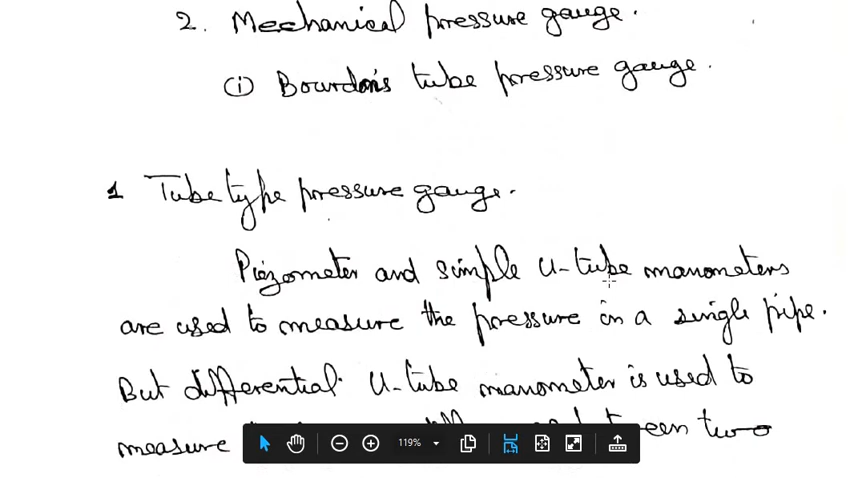 2. Mechanical pressure gauge.
(i) Bourdon's tube pressure gauge.
1 Tube type pressure gauge.
Piezometer and simple U-tube manometers
are used to measure the pressure in a single pipe.
But differential U-tube manometer is used to
measure two
119%